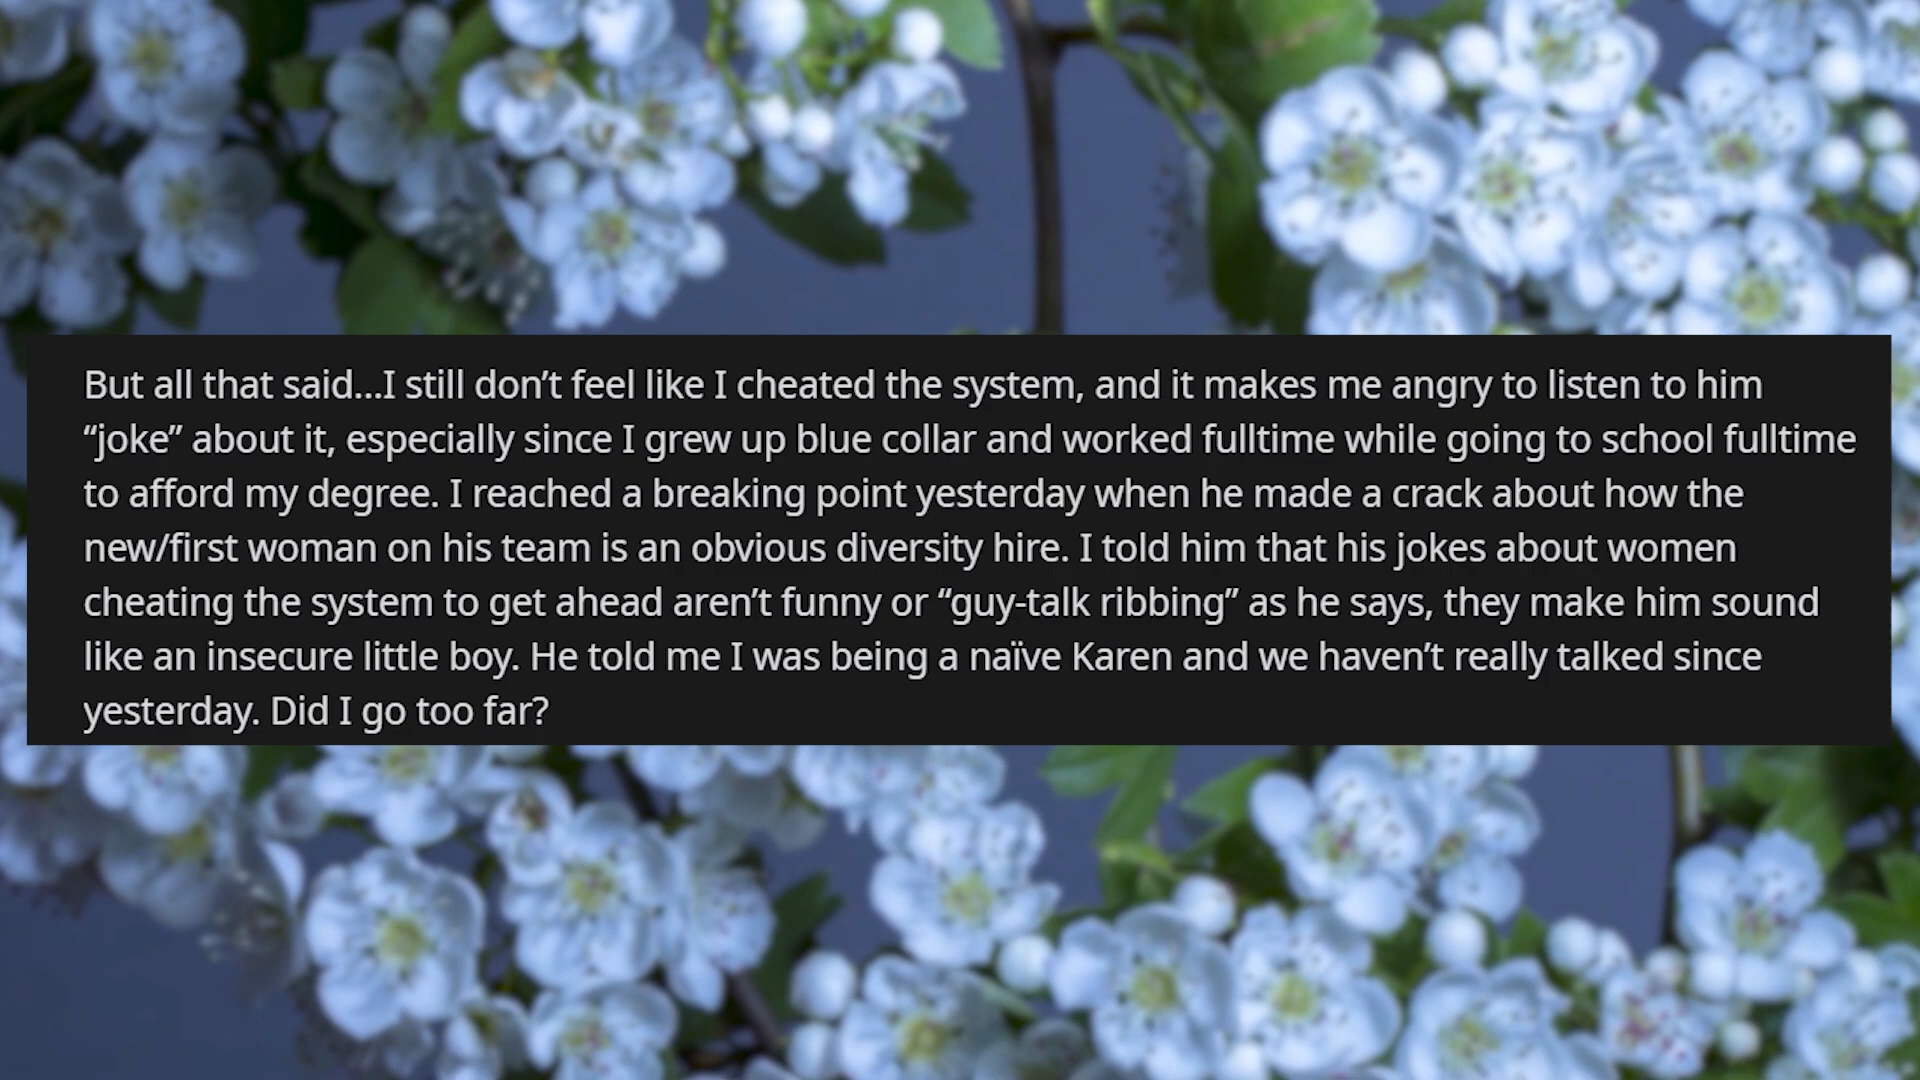 But all that said...I still don’t feel like I cheated the system, and it makes me angry to listen to him
“joke” about it, especially since I grew up blue collar and worked fulltime while going to school fulltime
to afford my degree. I reached a breaking point yesterday when he made a crack about how the
new/first woman on his team is an obvious diversity hire. I told him that his jokes about women
cheating the system to get ahead aren’t funny or “guy-talk ribbing” as he says, they make him sound
like an insecure little boy. He told me I was being a naïve Karen and we haven’t really talked since
yesterday. Did I go too far?